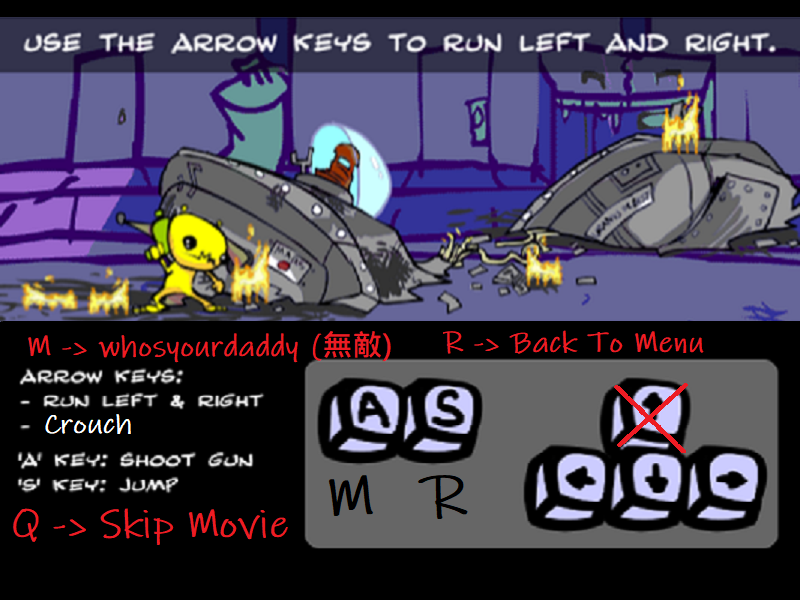 USE THE ARROW KEYS TO RUN LEFT AND RIGHT.
M -> whosyourdaddy (無敵)
R -> Back To Menu
ARROW KEYS:
- RUN LEFT & RIGHT
- Crouch
'A' KEY: SHOOT GUN
'S' KEY: JUMP
Q -> Skip Movie
A S
M R